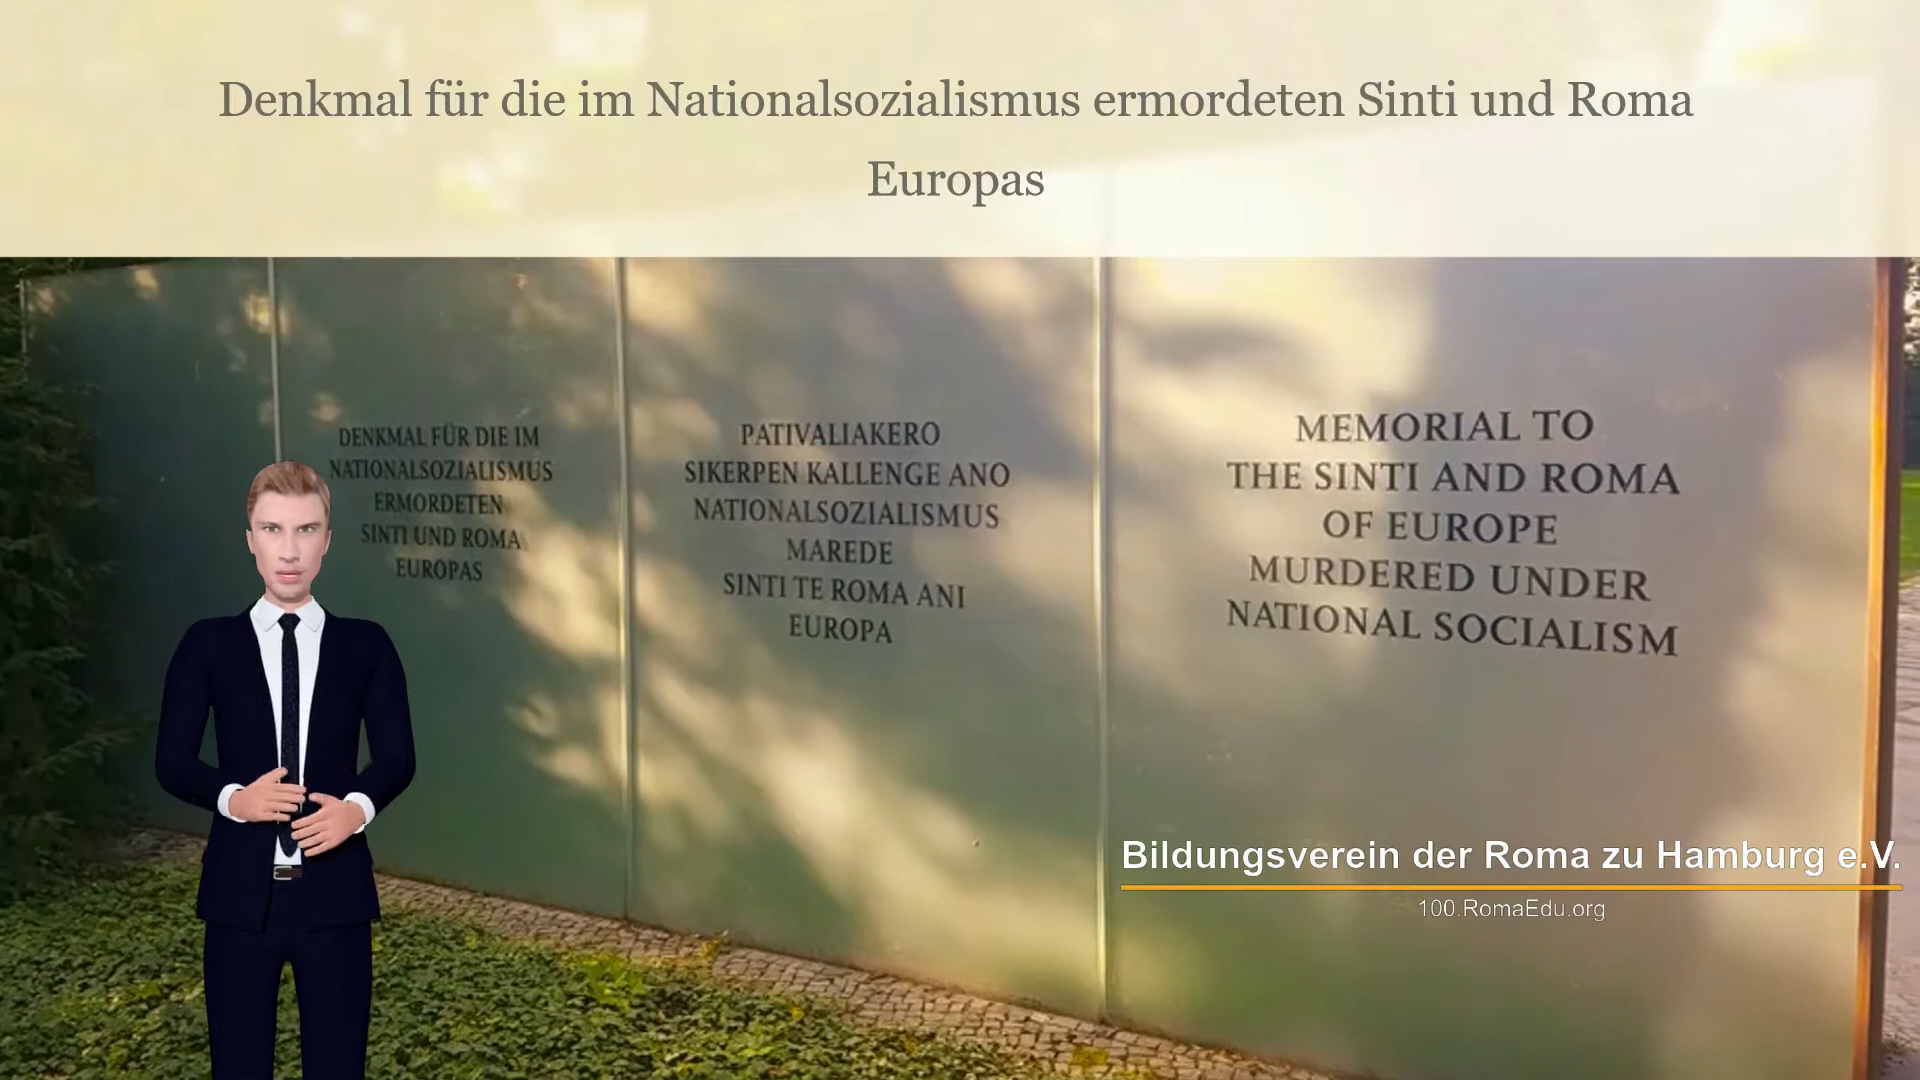 Denkmal für die im Nationalsozialismus ermordeten Sinti und Roma
Europas
DENKMAL FÜR DIE IM
NATIONALSOZIALISMUS
ERMORDETEN
SINTI UND ROMA
EUROPAS
PATIVALIAKERO
SIKERPEN KALLENGE ANO
NATIONALSOZIALISMUS
MAREDE
SINTI TE ROMA ANI
EUROPA
MEMORIAL TO
THE SINTI AND ROMA
OF EUROPE
MURDERED UNDER
NATIONAL SOCIALISM
Bildungsverein der Roma zu Hamburg e.V.
100.RomaEdu.org